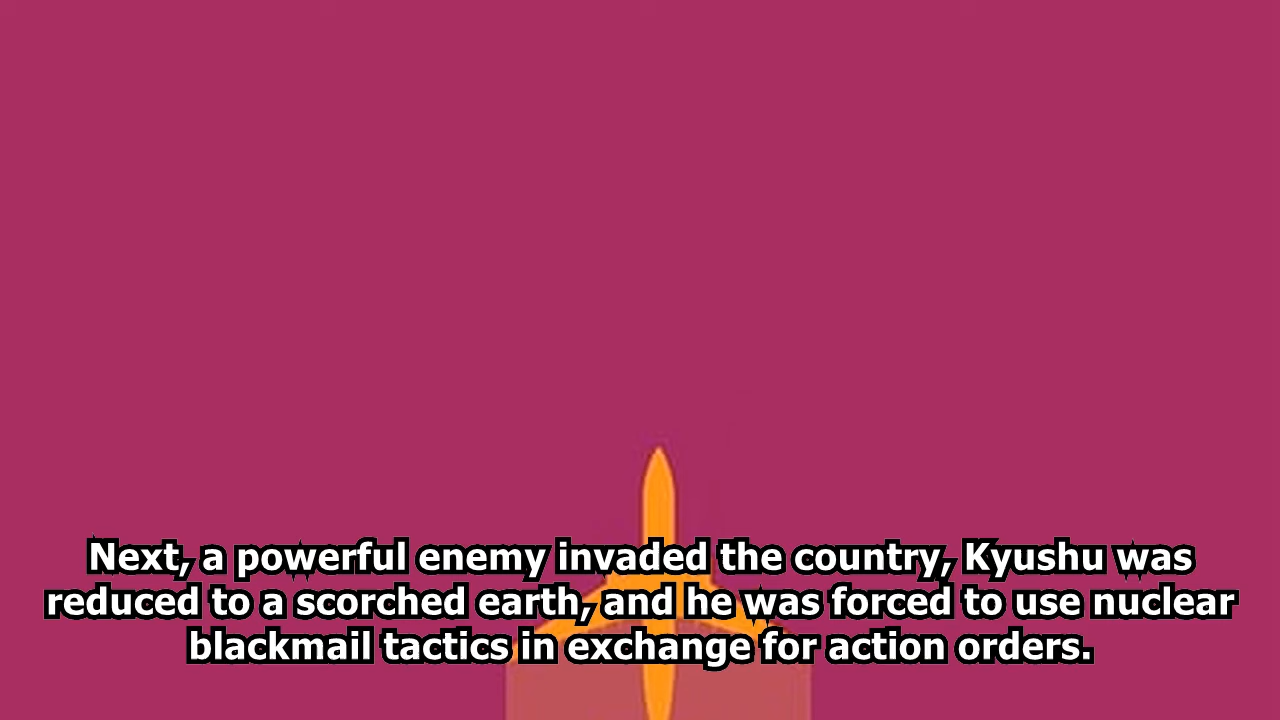 Next, a powerful enemy invaded the country, Kyushu was
reduced to a scorched earth, and he was forced to use nuclear
blackmail tactics in exchange for action orders.